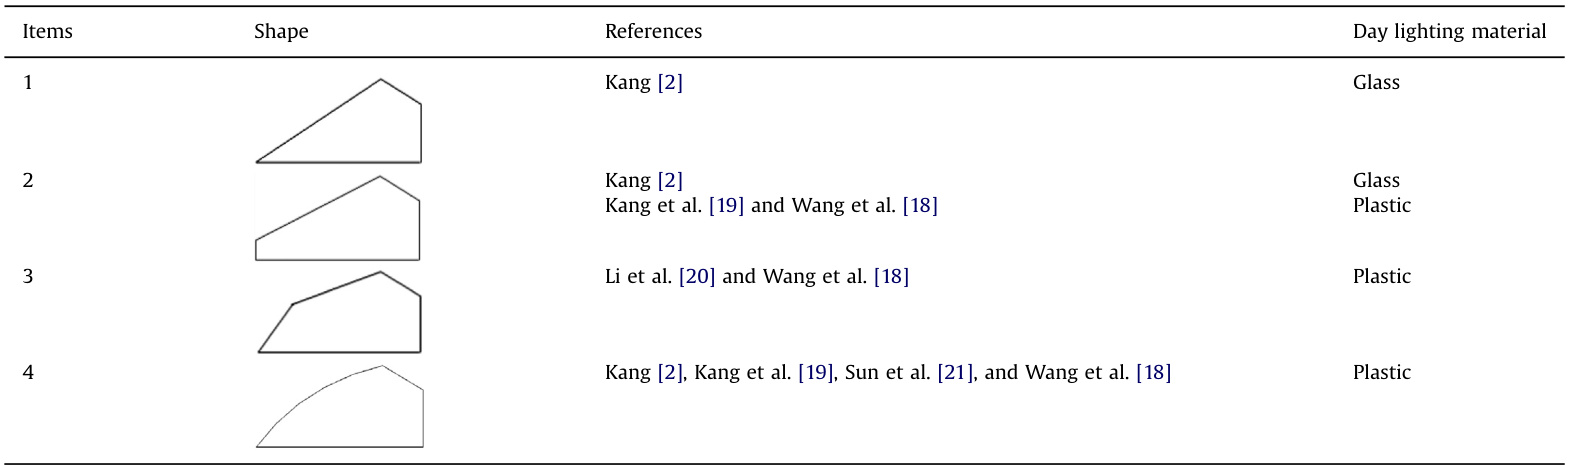 Items Shape References Day lighting material
1 Kang [2] Glass
2 Kang [2] Glass
Kang et al. [19] and Wang et al. [18] Plastic
3 Li et al. [20] and Wang et al. [18] Plastic
4 Kang [2], Kang et al. [19], Sun et al. [21], and Wang et al. [18] Plastic